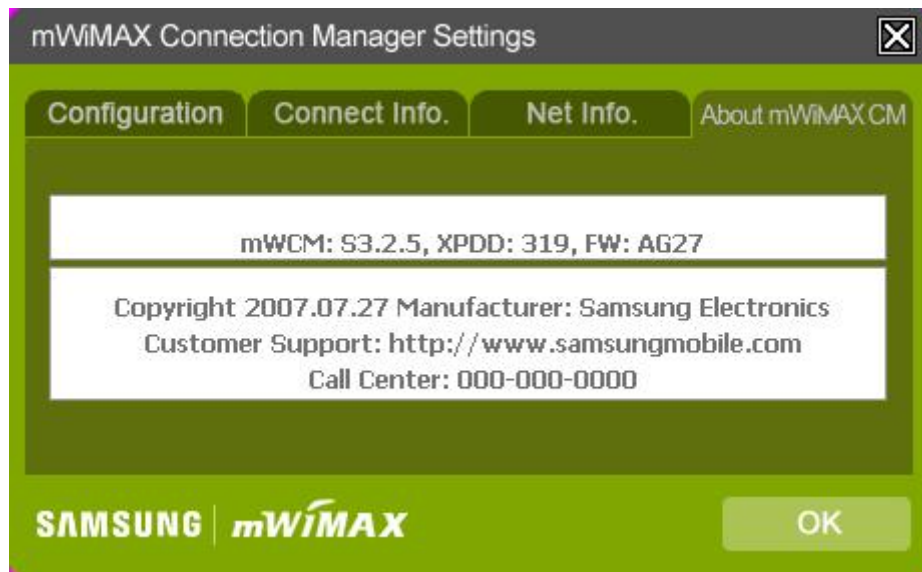 mWiMAX Connection Manager Settings
Configuration Connect Info. Net Info. About mWiMAX CM
mWCM: S3.2.5, XPDD: 319, FW: AG27
Copyright 2007.07.27 Manufacturer: Samsung Electronics
Customer Support: http://www.samsungmobile.com
Call Center: 000-000-0000
SAMSUNG mWiMAX OK